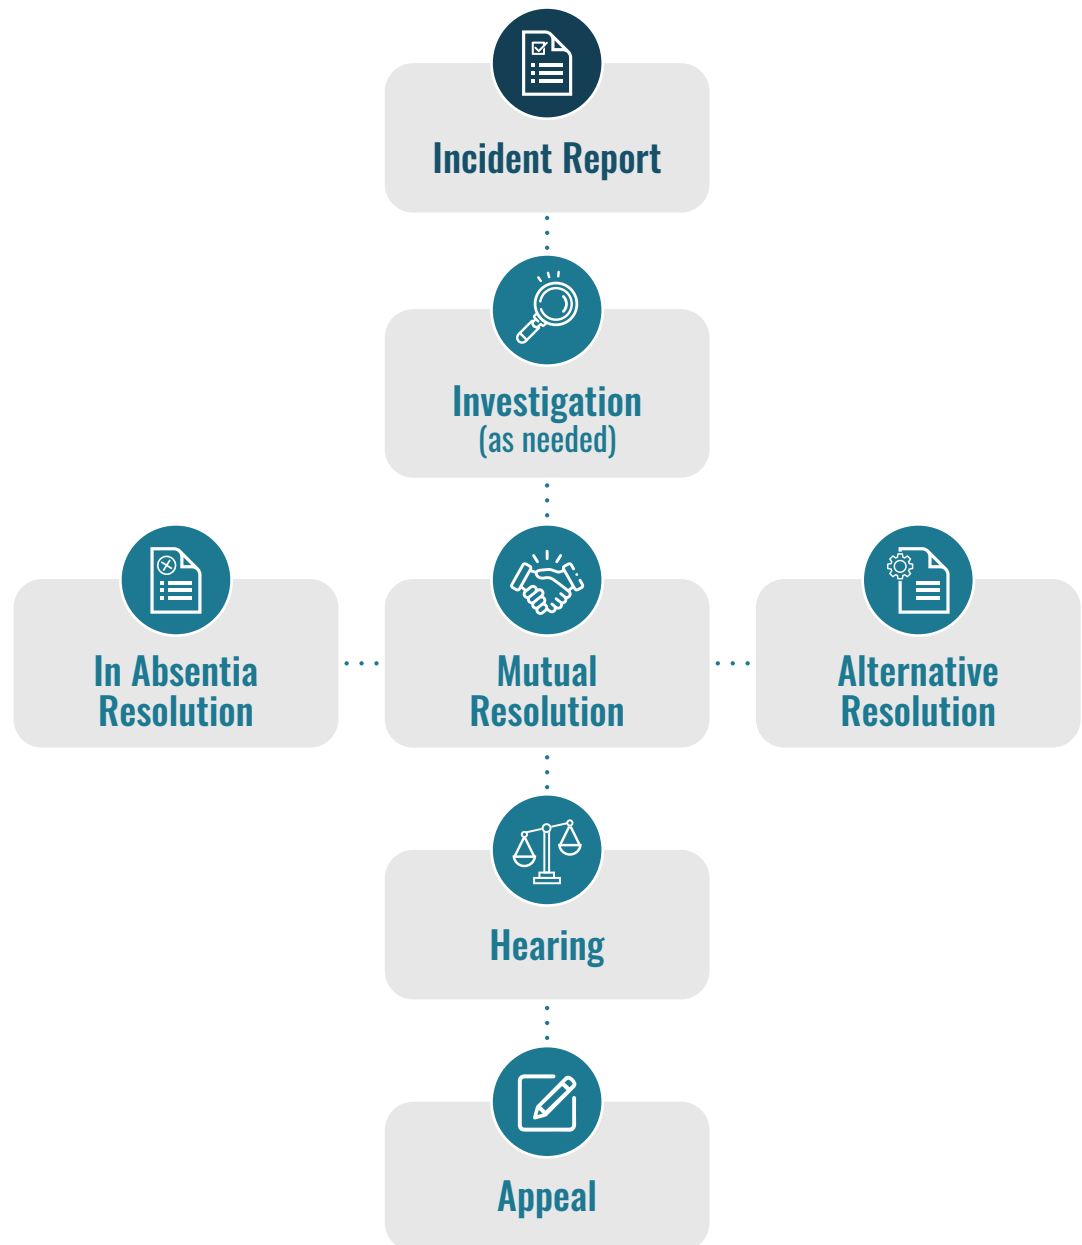 Incident Report
Investigation
(as needed)
In Absentia
Resolution
Mutual
Resolution
Alternative
Resolution
Hearing
Appeal